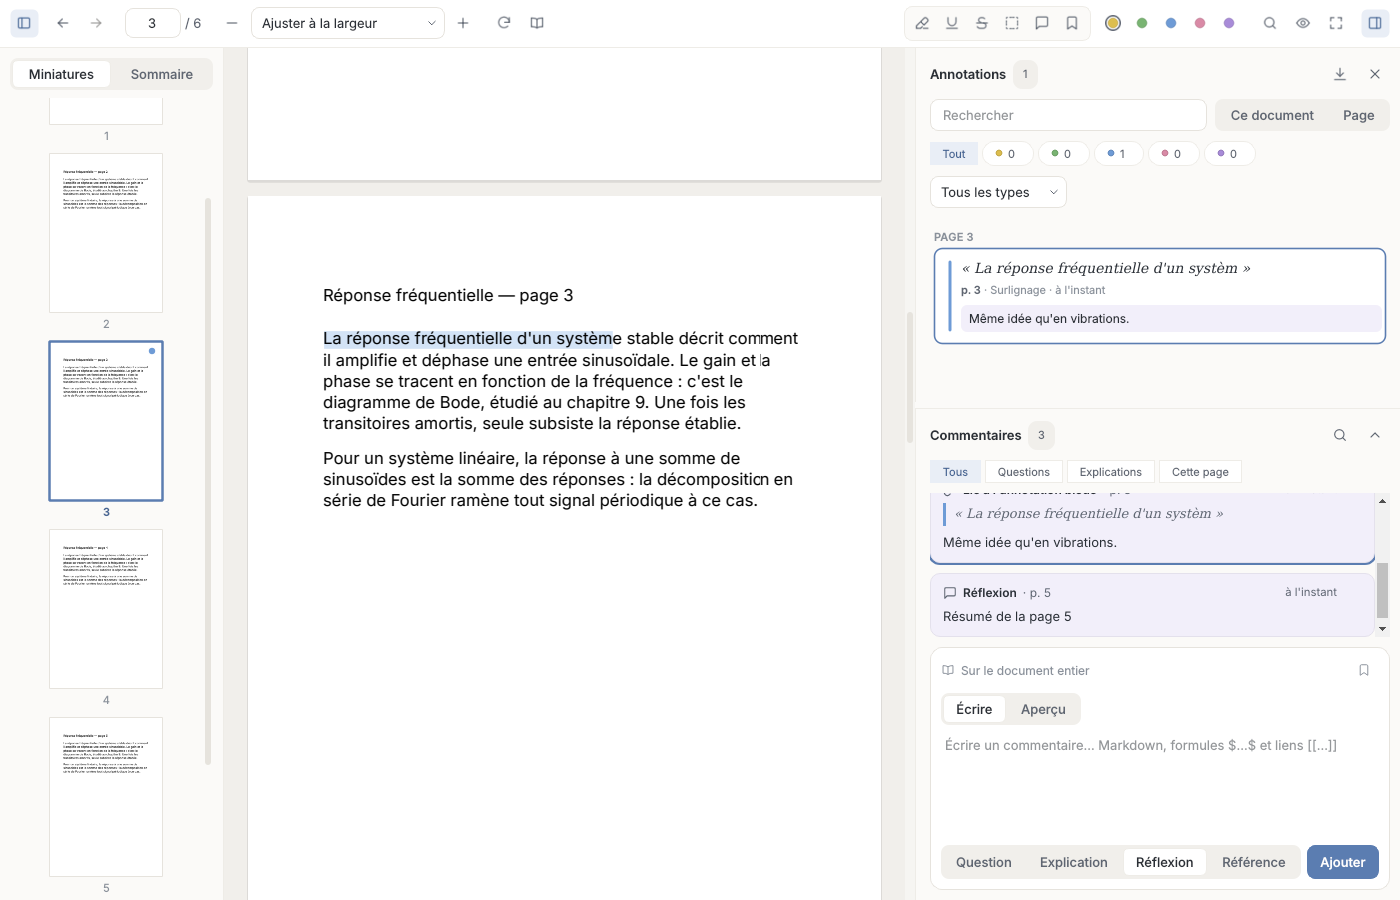 3 / 6 Ajuster à la largeur
Miniatures Sommaire
1
2
3
4
5
Réponse fréquentielle — page 3
La réponse fréquentielle d'un système stable décrit comment
il amplifie et déphase une entrée sinusoïdale. Le gain et la
phase se tracent en fonction de la fréquence : c'est le
diagramme de Bode, étudié au chapitre 9. Une fois les
transitoires amortis, seule subsiste la réponse établie.
Pour un système linéaire, la réponse à une somme de
sinusoïdes est la somme des réponses : la décomposition en
série de Fourier ramène tout signal périodique à ce cas.
Annotations 1
Rechercher Ce document Page
Tout 0 0 1 0 0
Tous les types
PAGE 3
« La réponse fréquentielle d'un systèm »
p. 3 · Surlignage · à l'instant
Même idée qu'en vibrations.
Commentaires 3
Tous Questions Explications Cette page
« La réponse fréquentielle d'un systèm »
Même idée qu'en vibrations.
Réflexion · p. 5 à l'instant
Résumé de la page 5
Sur le document entier
Écrire Aperçu
Écrire un commentaire... Markdown, formules $...$ et liens [[...]]
Question Explication Réflexion Référence Ajouter